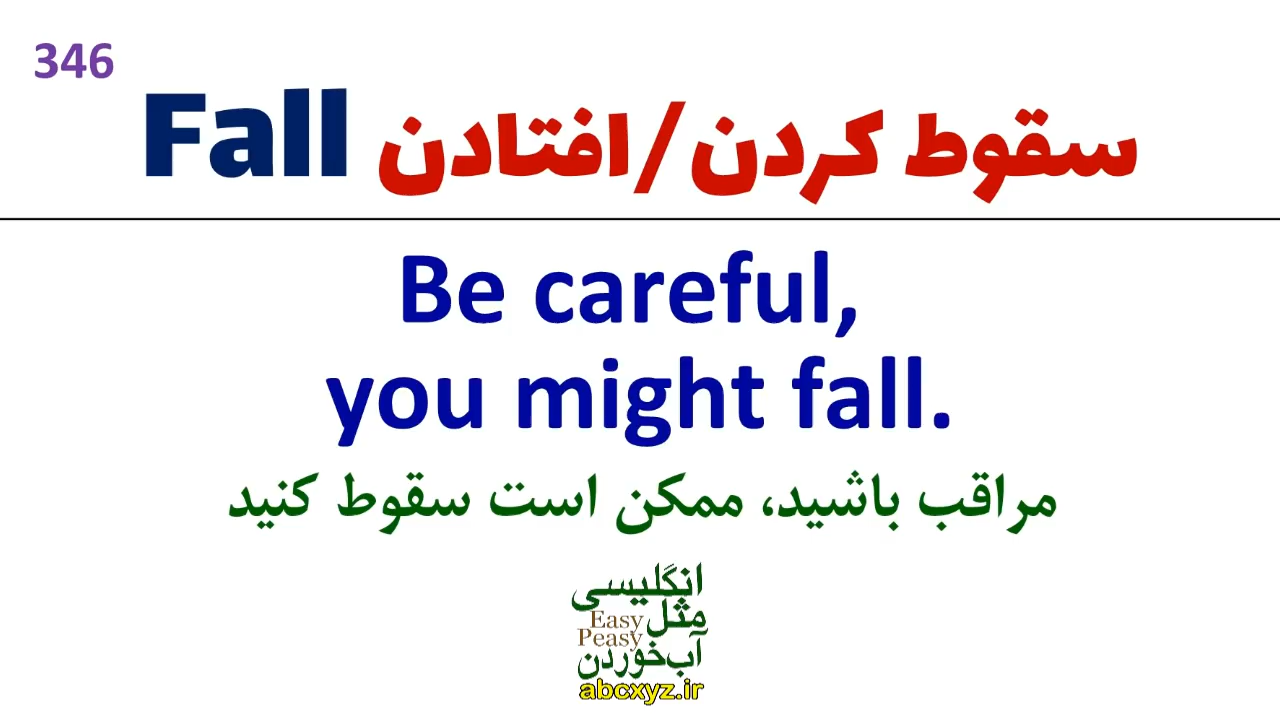 346
Fall سقوط کردن/افتادن
Be careful,
you might fall.
مراقب باشید، ممکن است سقوط کنید
انگلیسی
مثل Easy
Peasy
آب‌خوردن
abcxyz.ir